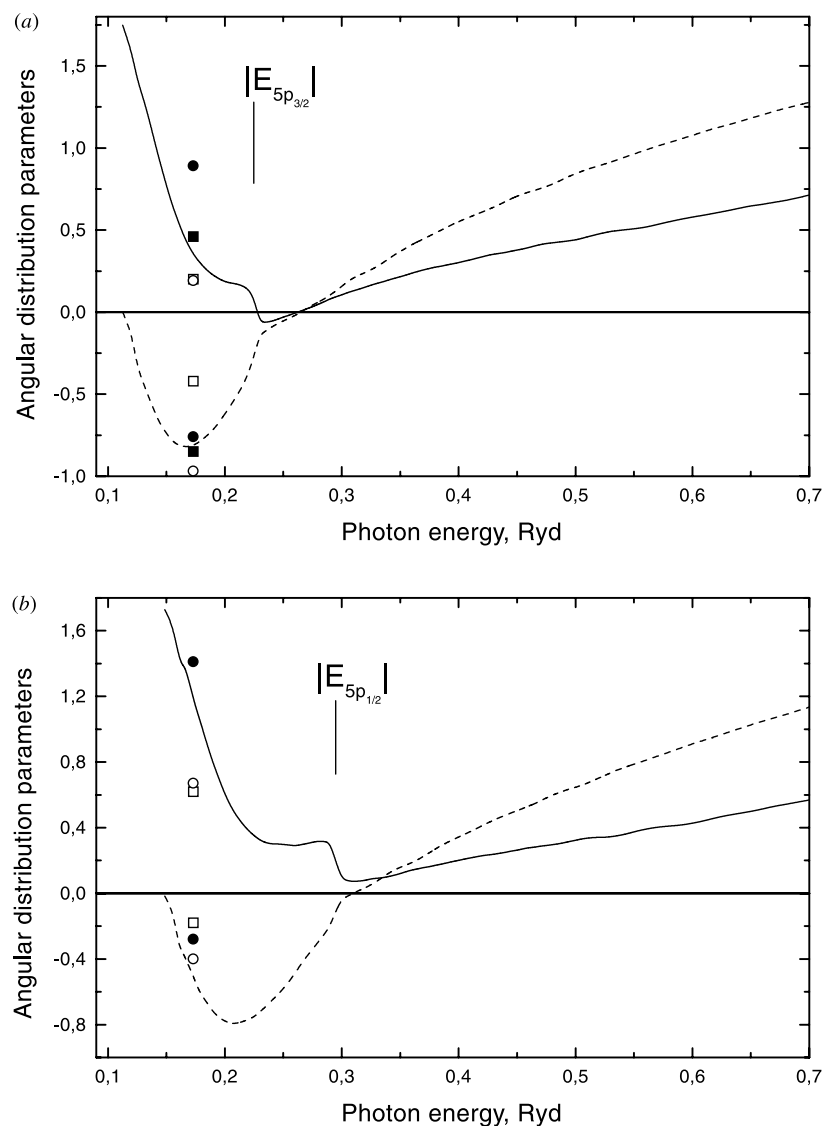 (a)
1,5
1,0
0,5
0,0
-0,5
-1,0
Angular distribution parameters
|E5p3/2|
0,1 0,2 0,3 0,4 0,5 0,6 0,7
Photon energy, Ryd
(b)
1,6
1,2
0,8
0,4
0,0
-0,4
-0,8
Angular distribution parameters
|E5p1/2|
0,1 0,2 0,3 0,4 0,5 0,6 0,7
Photon energy, Ryd